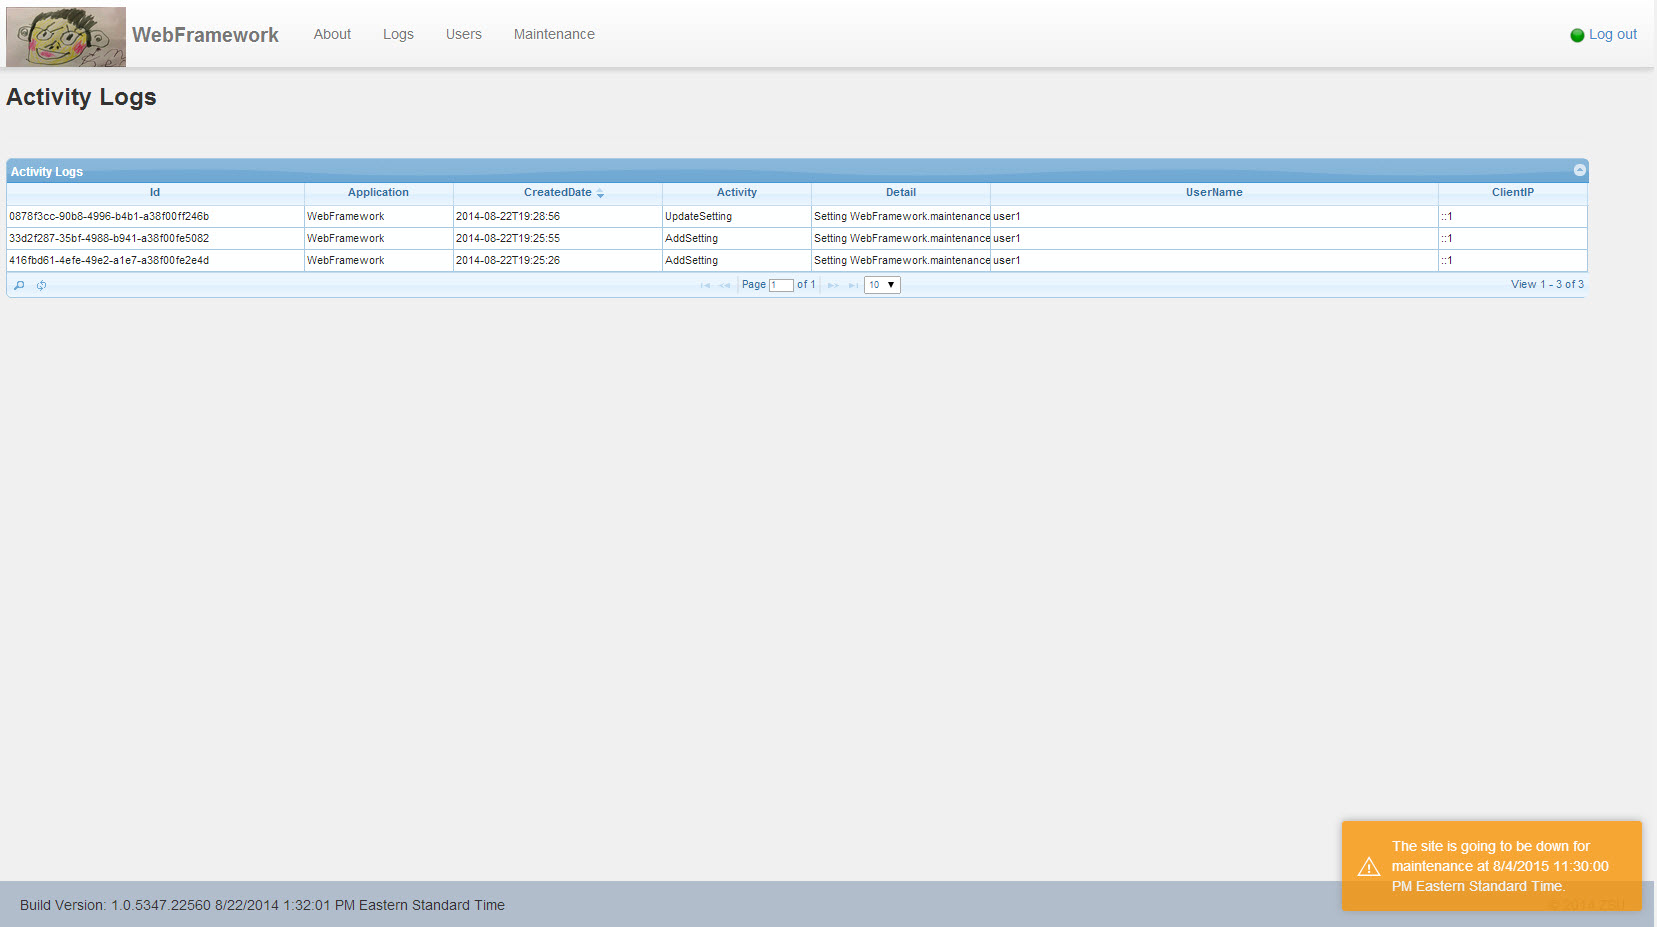 WebFramework About Logs Users Maintenance Log out
Activity Logs
Activity Logs
Id Application CreatedDate Activity Detail UserName ClientIP
0878f3cc-90b8-4996-b4b1-a38f00ff246b WebFramework 2014-08-22T19:28:56 UpdateSetting Setting WebFramework.maintenance user1 ::1
33d2f287-35bf-4988-b941-a38f00fe5082 WebFramework 2014-08-22T19:25:55 AddSetting Setting WebFramework.maintenance user1 ::1
416fbd61-4efe-49e2-a1e7-a38f00fe2e4d WebFramework 2014-08-22T19:25:26 AddSetting Setting WebFramework.maintenance user1 ::1
Page 1 of 1 10 View 1 - 3 of 3
The site is going to be down for
maintenance at 8/4/2015 11:30:00
PM Eastern Standard Time.
Build Version: 1.0.5347.22560 8/22/2014 1:32:01 PM Eastern Standard Time
© 2014 ZSU